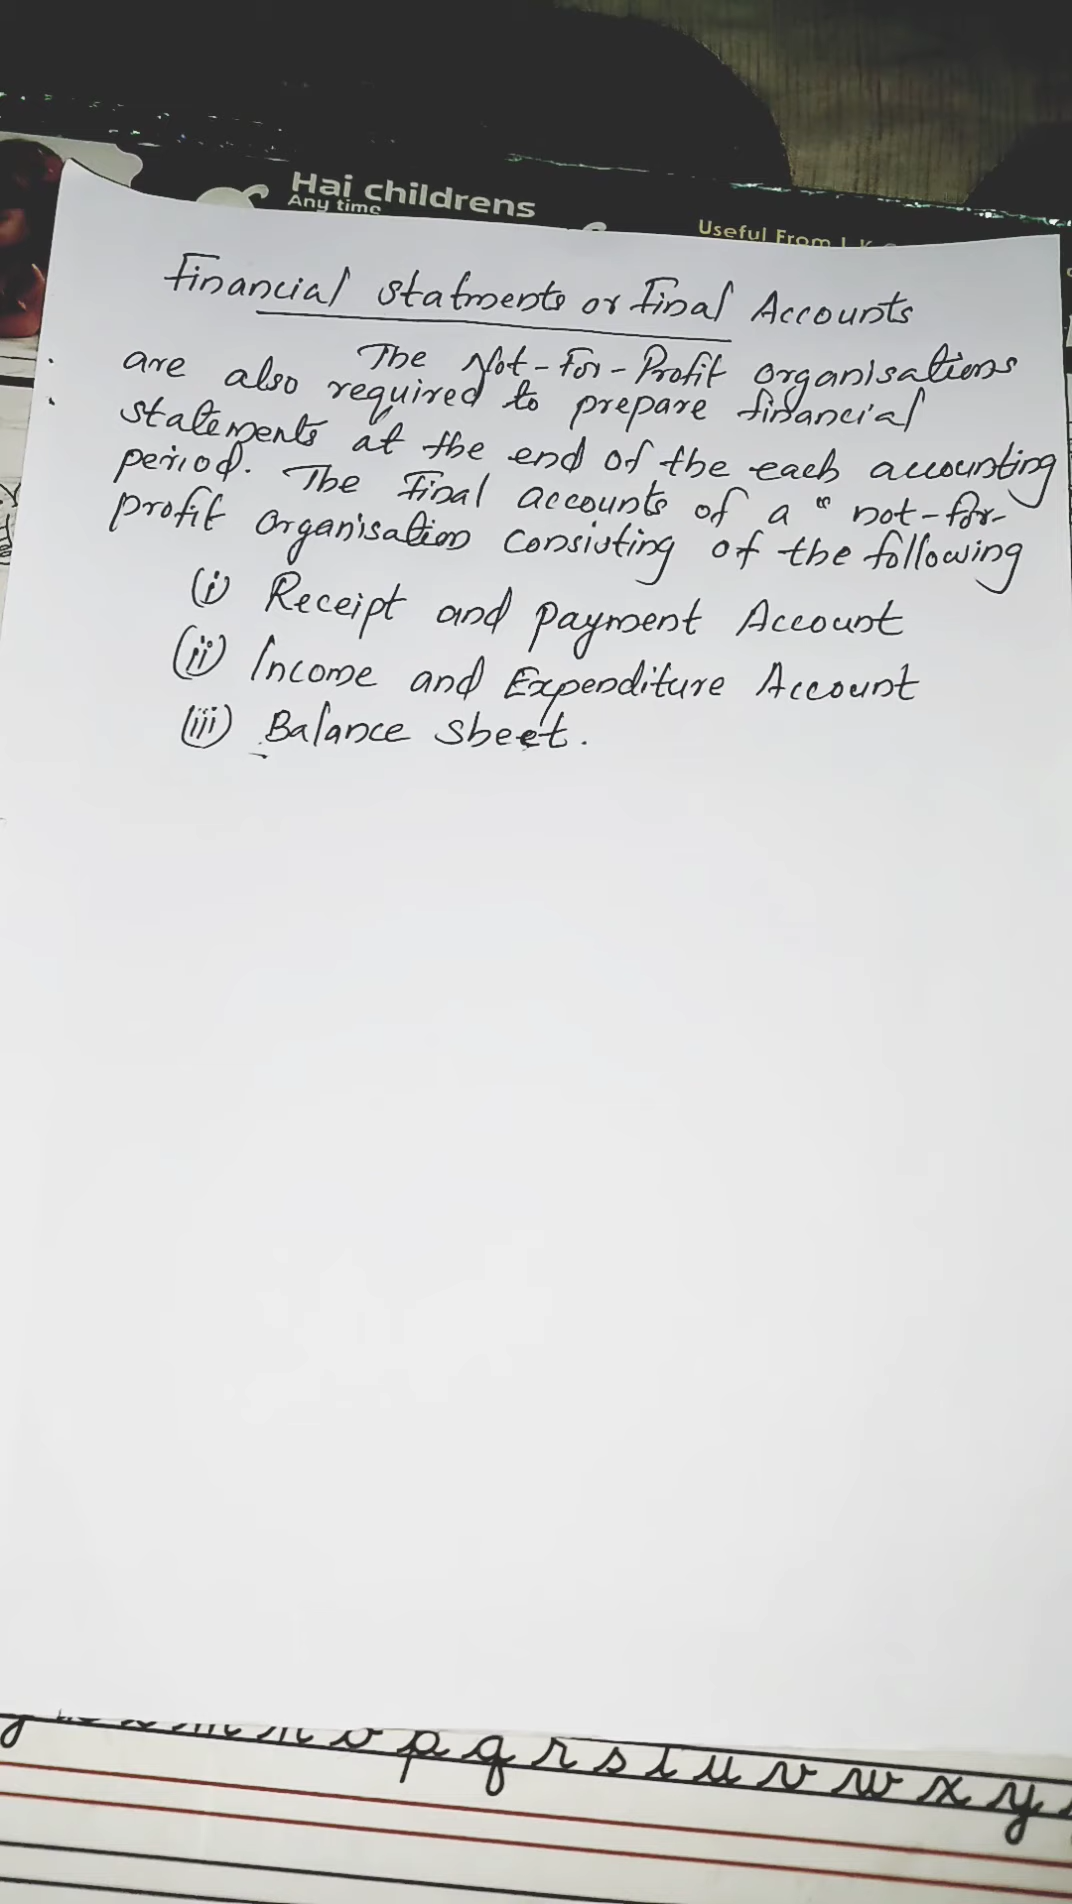 Hai childrens
Any time
Useful From L K
Financial Statments or Final Accounts
The Not-For-Profit organisations
are also required to prepare financial
statements at the end of the each accounting
period. The Final accounts of a " not-for-
profit organisation consisting of the following
(i) Receipt and payment Account
(ii) Income and Expenditure Account
(iii) Balance sheet.
o p q r s t u v w x y